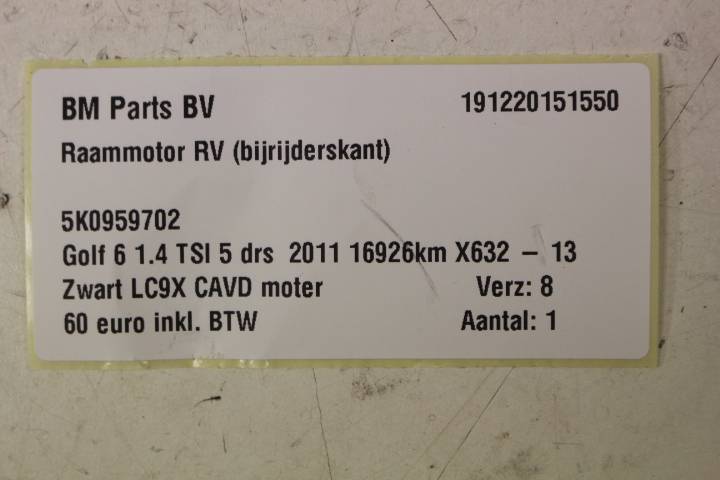 BM Parts BV 191220151550
Raammotor RV (bijrijderskant)
5K0959702
Golf 6 1.4 TSI 5 drs 2011 16926km X632 – 13
Zwart LC9X CAVD moter Verz: 8
60 euro inkl. BTW Aantal: 1